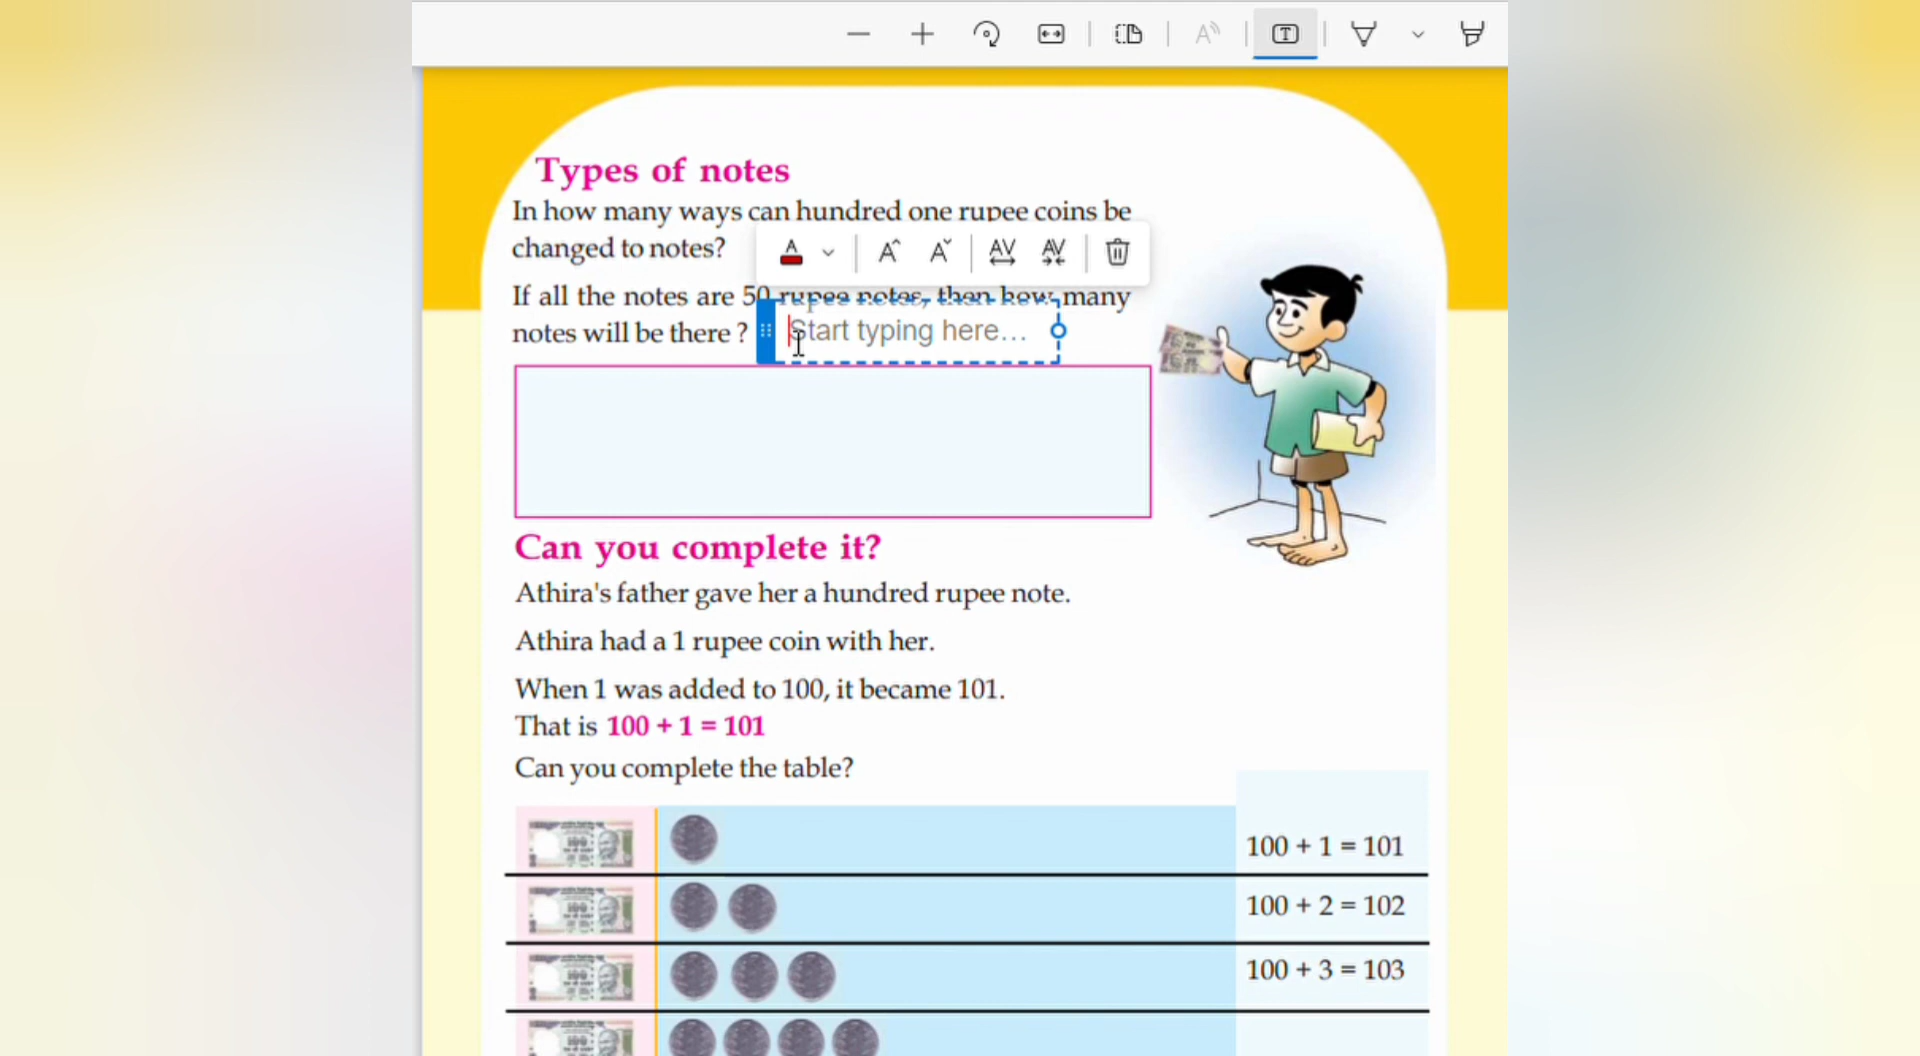 Types of notes
In how many ways can hundred one rupee coins be
changed to notes?
If all the notes are 50 rupee notes, then how many
notes will be there ?
Start typing here...
Can you complete it?
Athira's father gave her a hundred rupee note.
Athira had a 1 rupee coin with her.
When 1 was added to 100, it became 101.
That is 100 + 1 = 101
Can you complete the table?
100 + 1 = 101
100 + 2 = 102
100 + 3 = 103